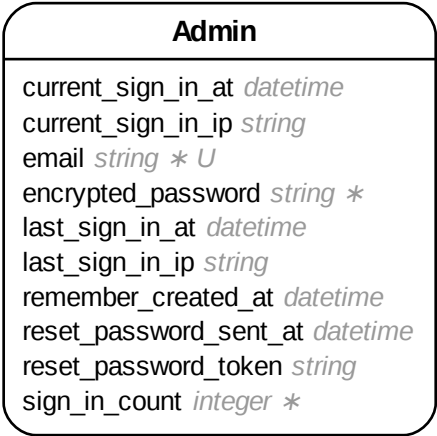 Admin
current_sign_in_at datetime
current_sign_in_ip string
email string ∗ U
encrypted_password string ∗
last_sign_in_at datetime
last_sign_in_ip string
remember_created_at datetime
reset_password_sent_at datetime
reset_password_token string
sign_in_count integer ∗